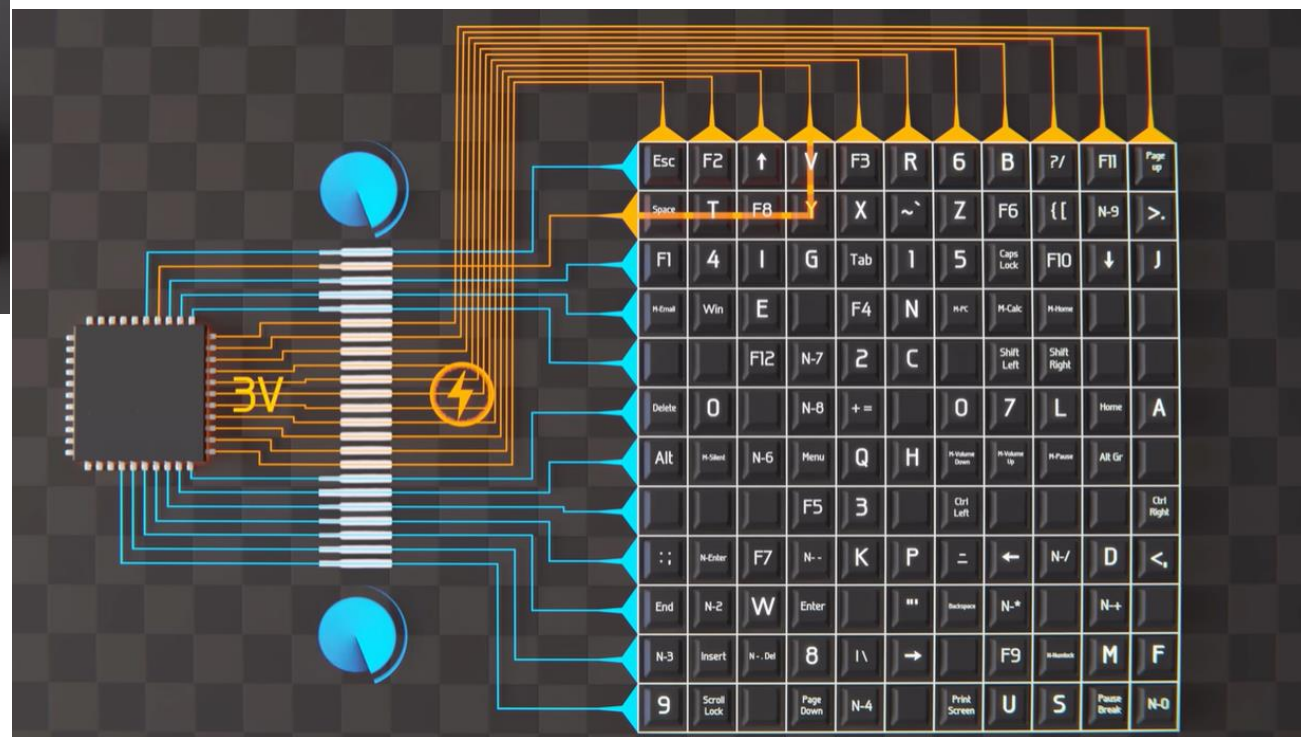 3V
Esc F2 ↑ V F3 R 6 B ?/ F11 Page up
Space T F8 Y X ~` Z F6 {[ N-9 >.
F1 4 I G Tab 1 5 Caps Lock F10 ↓ J
M-Email Win E F4 N M-PC M-Calc M-Home
F12 N-7 2 C Shift Left Shift Right
Delete O N-8 += O 7 L Home A
Alt M-Silent N-6 Menu Q H M-Volume Down M-Volume Up M-Pause Alt Gr
F5 3 Ctrl Left Ctrl Right
:; N-Enter F7 N-- K P ← N-/ D <,
End N-2 W Enter "' Backspace N-* N-+
N-3 Insert N-.Del 8 |\ → F9 N-Numlock M F
9 Scroll Lock Page Down N-4 Print Screen U S Pause Break N-0